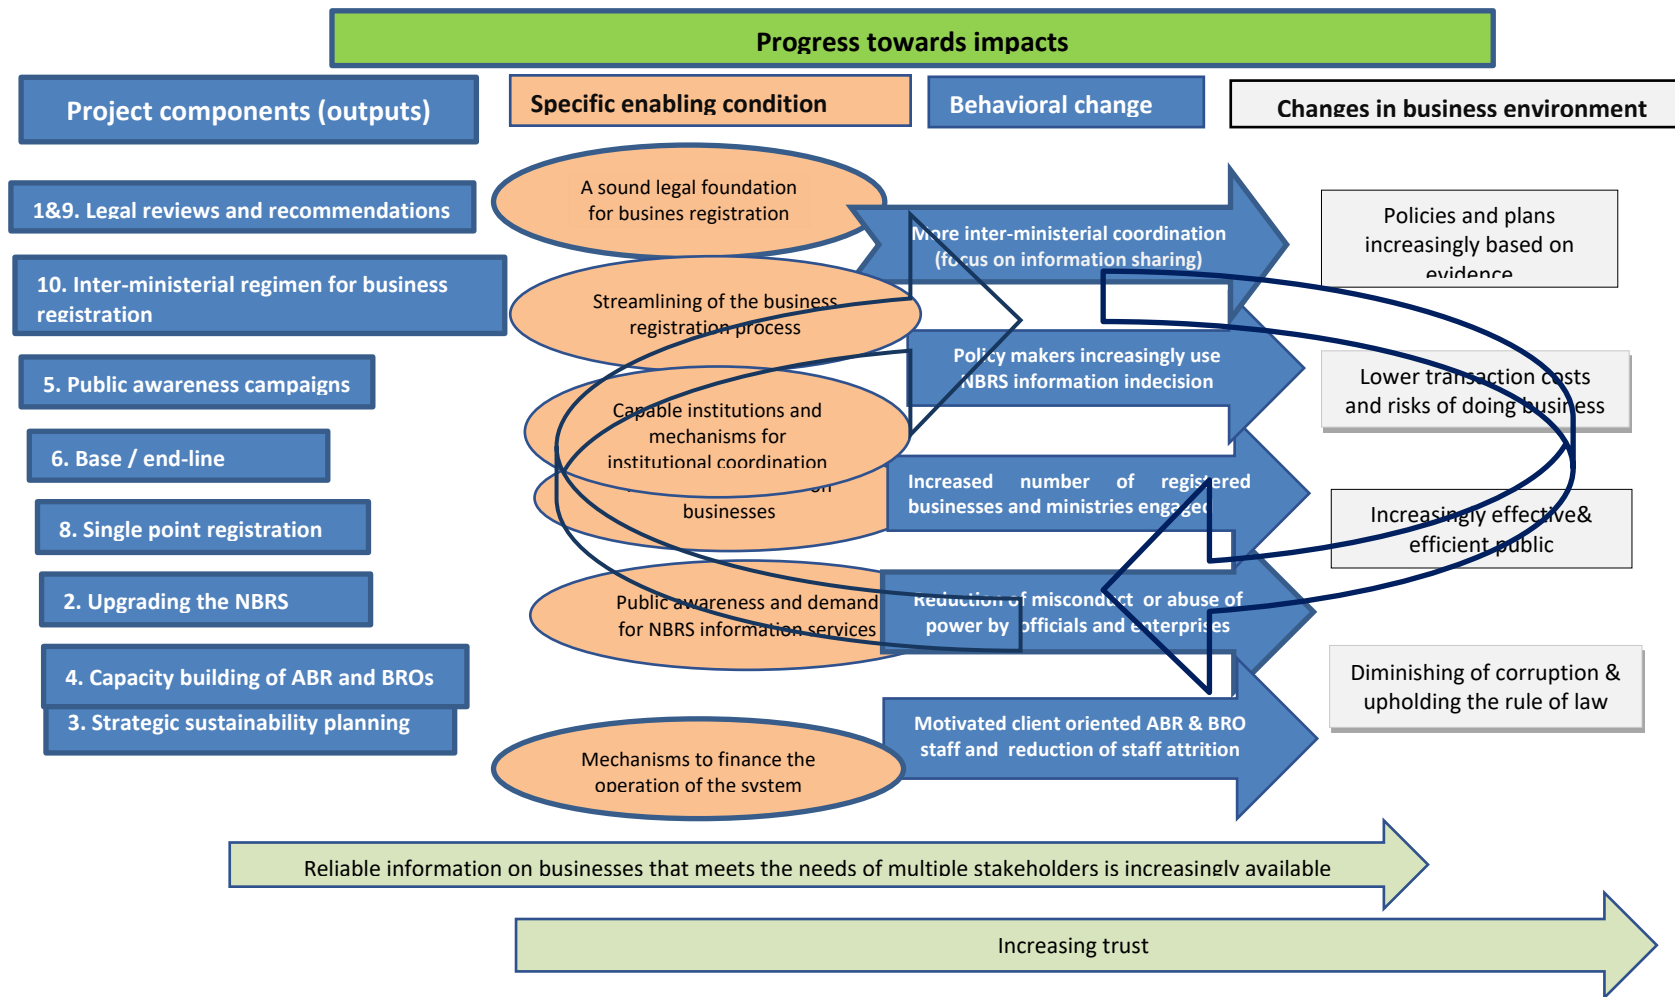 Progress towards impacts
Project components (outputs)
Specific enabling condition
Behavioral change
Changes in business environment
1&9. Legal reviews and recommendations
10. Inter-ministerial regimen for business
registration
5. Public awareness campaigns
6. Base / end-line
8. Single point registration
2. Upgrading the NBRS
4. Capacity building of ABR and BROs
3. Strategic sustainability planning
A sound legal foundation
for busines registration
Streamlining of the business
registration process
Capable institutions and
mechanisms for
institutional coordination
on
businesses
Public awareness and demand
for NBRS information services
Mechanisms to finance the
operation of the system
More inter-ministerial coordination
(focus on information sharing)
Policy makers increasingly use
NBRS information indecision
Increased number of registered
businesses and ministries engaged
Reduction of misconduct or abuse of
power by officials and enterprises
Motivated client oriented ABR & BRO
staff and reduction of staff attrition
Policies and plans
increasingly based on
evidence
Lower transaction costs
and risks of doing business
Increasingly effective&
efficient public
Diminishing of corruption &
upholding the rule of law
Reliable information on businesses that meets the needs of multiple stakeholders is increasingly available
Increasing trust